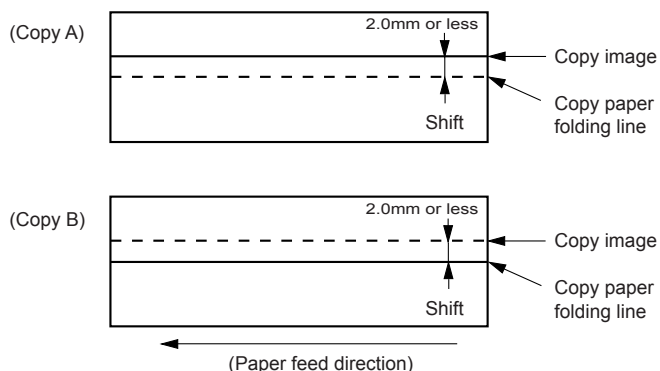 (Copy A)
2.0mm or less
Copy image
Copy paper
folding line
Shift
(Copy B)
2.0mm or less
Copy image
Copy paper
folding line
Shift
(Paper feed direction)